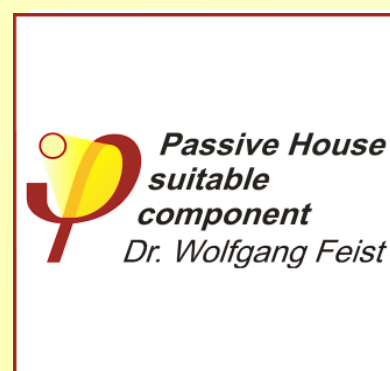 Passive House
suitable
component
Dr. Wolfgang Feist